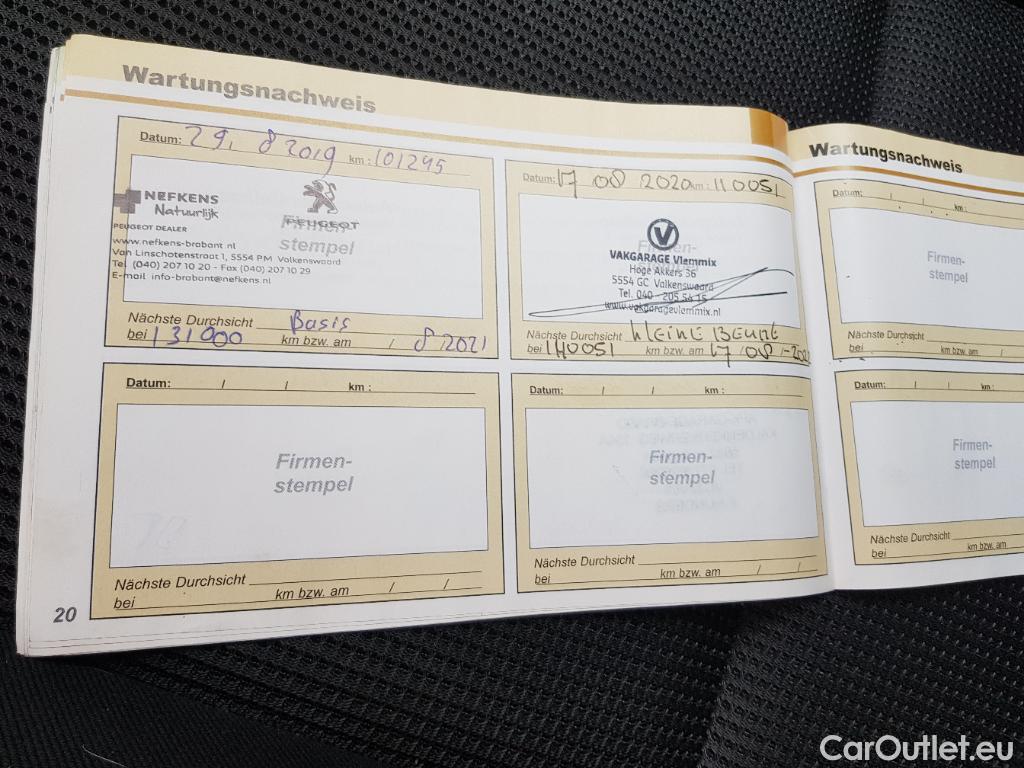 Wartungsnachweis
Datum: 29, 8 2019 km : 101295
NEFKENS
Natuurlijk
PEUGEOT DEALER
PEUGEOT
Firmen-
stempel
www.nefkens-brabant.nl
Van Linschotenstraat 1, 5554 PM Valkenswaard
Tel. (040) 207 10 20 - Fax (040) 207 10 29
E-mail info-brabant@nefkens.nl
Nächste Durchsicht Basis
bei 131000 km bzw. am / 8/2021
Datum: 17 08 2020 km : 110051
Firmen-
VAKGARAGE Vlemmix
Hoge Akkers 36
5554 GC Valkenswaard
Tel. 040 - 205 54 15
www.vakgaragevlemmix.nl
Nächste Durchsicht kleine Beurt
bei 140051 km bzw. am 17/08/-202
Datum: / / km :
Firmen-
stempel
Nächste Durchsicht
bei km bzw. am / /
Datum: / / km :
Firmen-
stempel
Nächste Durchsicht
bei km bzw. am / /
20
Wartungsnachweis
Datum: / / km :
Firmen-
stempel
Nächste Durchsicht
bei km bzw. am
Datum: / / km :
Firmen-
stempel
Nächste Durchsicht
bei km bzw. am
CarOutlet.eu